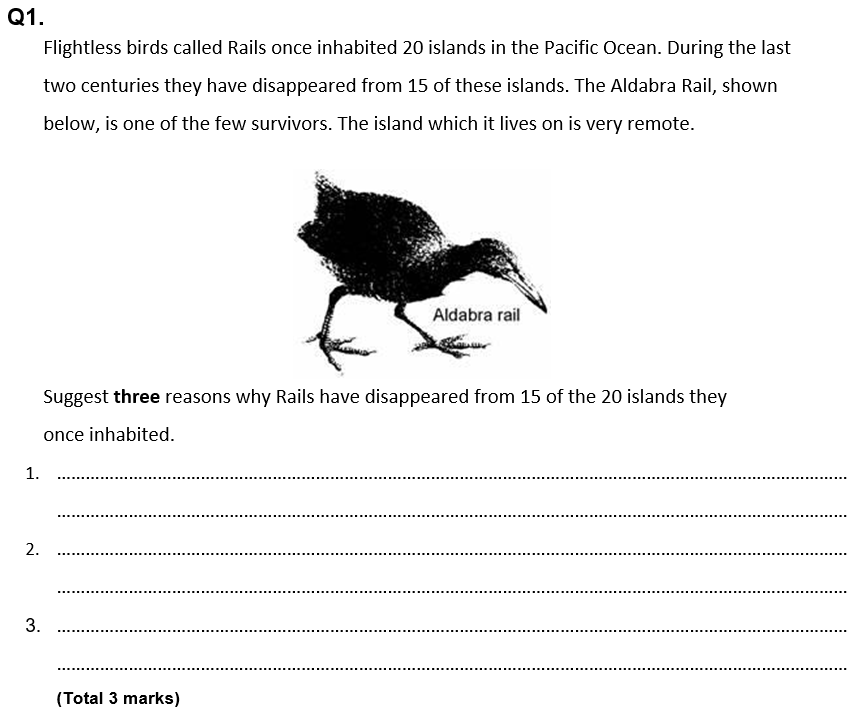 Q1.
Flightless birds called Rails once inhabited 20 islands in the Pacific Ocean. During the last
two centuries they have disappeared from 15 of these islands. The Aldabra Rail, shown
below, is one of the few survivors. The island which it lives on is very remote.
Aldabra rail
Suggest three reasons why Rails have disappeared from 15 of the 20 islands they
once inhabited.
1. ....................................................................................................
....................................................................................................
2. ....................................................................................................
....................................................................................................
3. ....................................................................................................
....................................................................................................
(Total 3 marks)